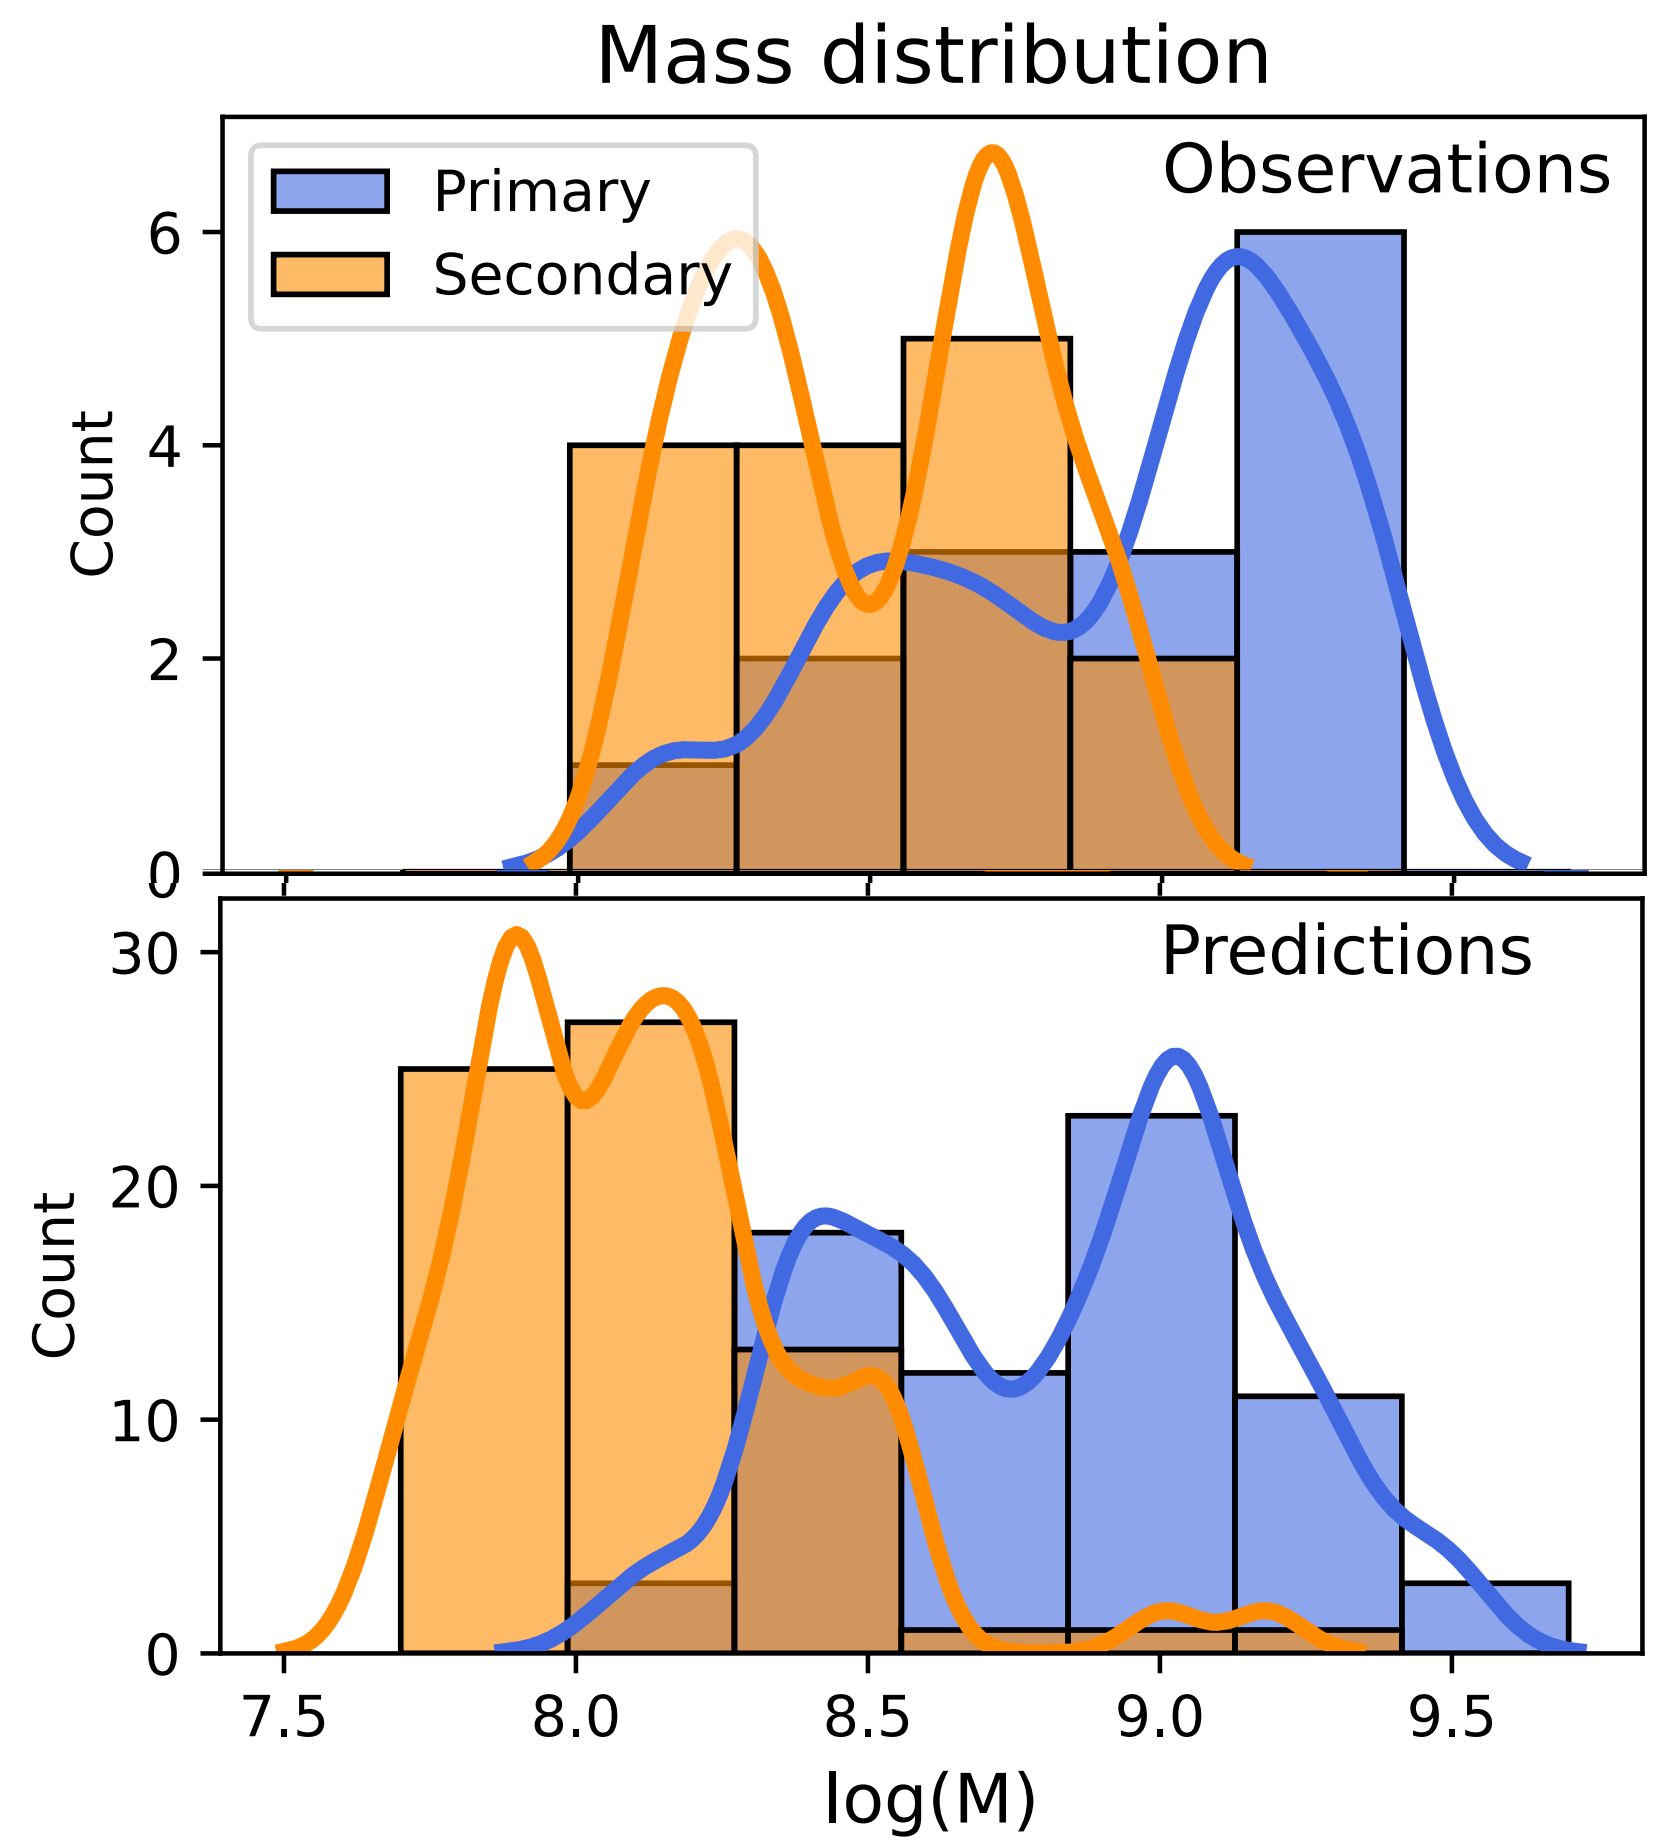 Mass distribution
Observations
Primary
Secondary
6
4
2
0
Count
Predictions
30
20
10
0
Count
7.5 8.0 8.5 9.0 9.5
log(M)